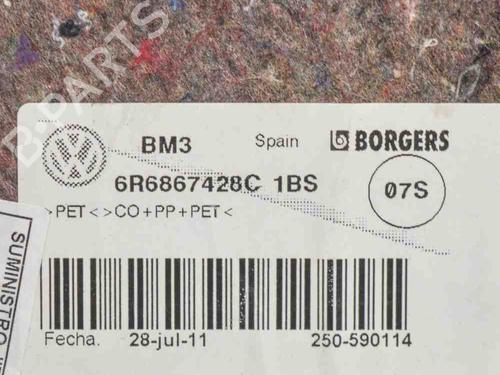 B-PARTS
BM3 Spain BORGERS
6R6867428C 1BS 07S
>PET< >CO+PP+PET<
SUMINISTRO
Fecha. 28-jul-11 250-590114